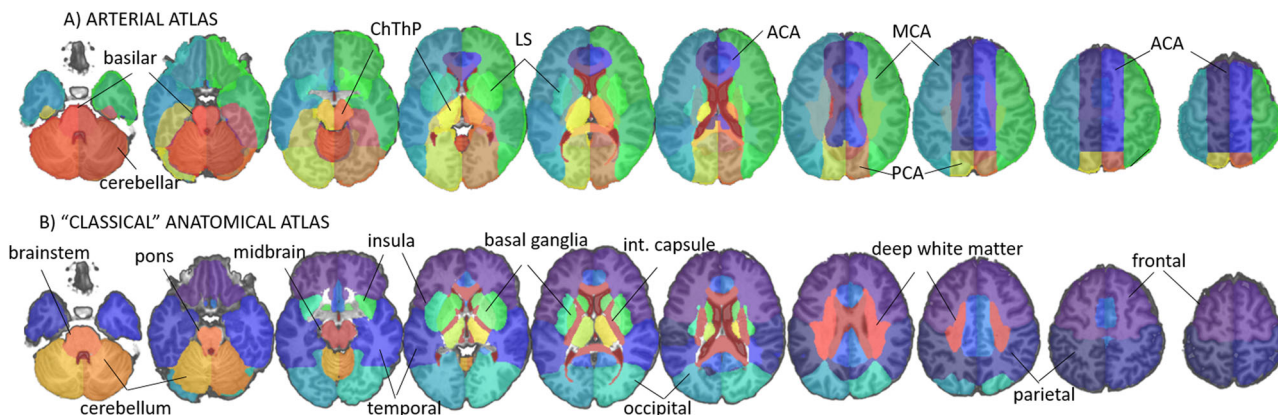 A) ARTERIAL ATLAS
basilar
ChThP
LS
ACA
MCA
ACA
cerebellar
PCA
B) “CLASSICAL” ANATOMICAL ATLAS
brainstem
pons
midbrain
insula
basal ganglia
int. capsule
deep white matter
frontal
cerebellum
temporal
occipital
parietal